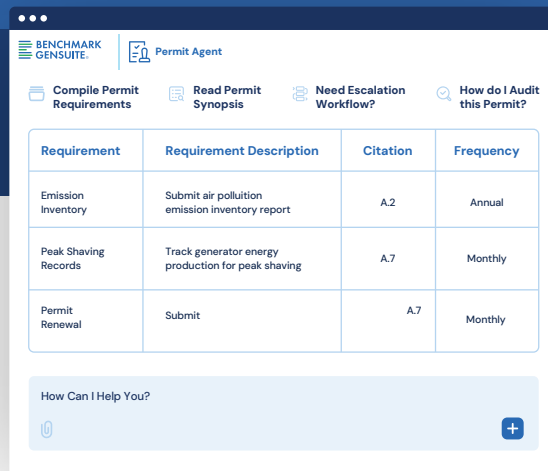 BENCHMARK
GENSUITE®
Permit Agent
Compile Permit
Requirements
Read Permit
Synopsis
Need Escalation
Workflow?
How do I Audit
this Permit?
Requirement
Requirement Description
Citation
Frequency
Emission
Inventory
Submit air polluition
emission inventory report
A.2
Annual
Peak Shaving
Records
Track generator energy
production for peak shaving
A.7
Monthly
Permit
Renewal
Submit
A.7
Monthly
How Can I Help You?